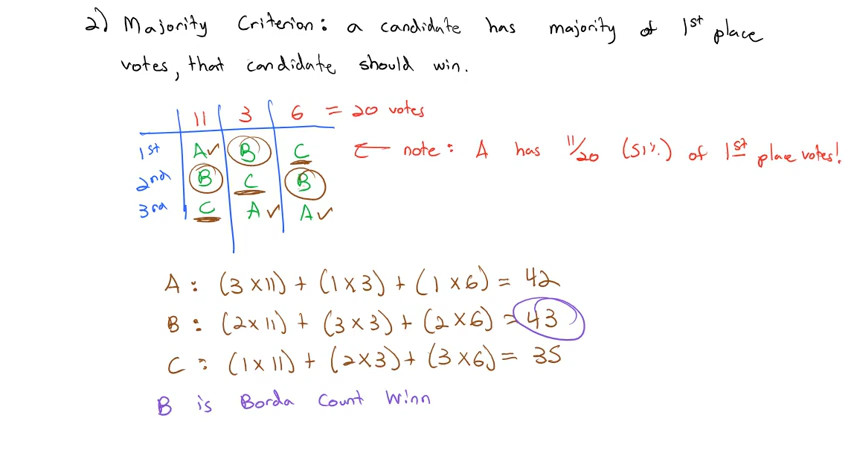 2) Majority Criterion: a candidate has majority of 1st place
votes, that candidate should win.
11 3 6 = 20 votes
1st A✓ B C ← note: A has 11/20 (51%) of 1st place votes!
2nd B C B
3rd C A✓ A✓
A: (3×11) + (1×3) + (1×6) = 42
B: (2×11) + (3×3) + (2×6) = 43
C: (1×11) + (2×3) + (3×6) = 35
B is Borda Count Winn